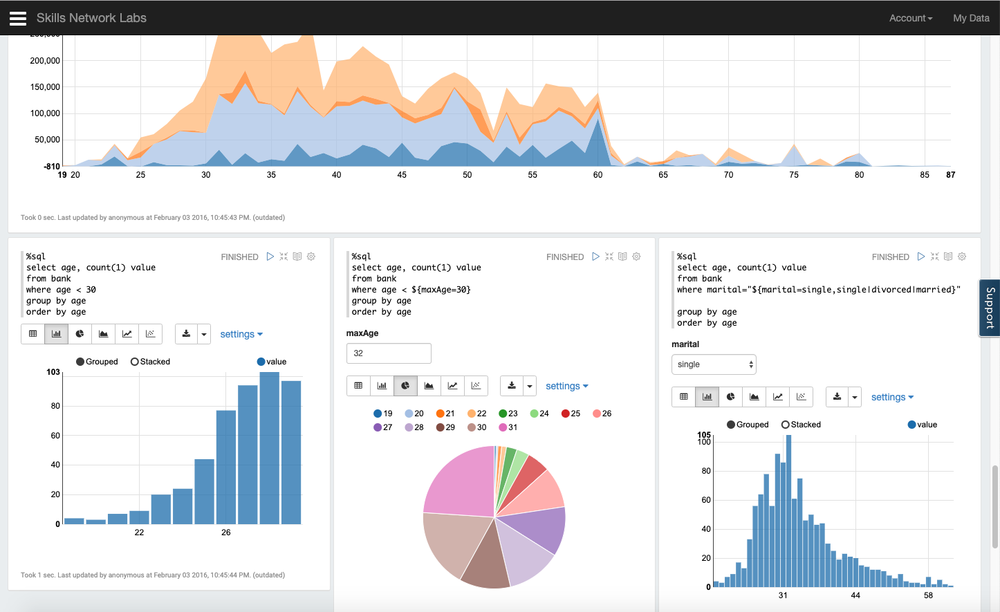 Skills Network Labs
Account
My Data
200,000
150,000
100,000
50,000
-810
19 20 25 30 35 40 45 50 55 60 65 70 75 80 85 87
Took 0 sec. Last updated by anonymous at February 03 2016, 10:45:43 PM. (outdated)
%sql
select age, count(1) value
from bank
where age < 30
group by age
order by age
FINISHED
settings
Grouped Stacked value
103
80
60
40
20
0
22 26
Took 1 sec. Last updated by anonymous at February 03 2016, 10:45:44 PM. (outdated)
%sql
select age, count(1) value
from bank
where age < ${maxAge=30}
group by age
order by age
FINISHED
maxAge
32
settings
19 20 21 22 23 24 25 26
27 28 29 30 31
%sql
select age, count(1) value
from bank
where marital="${marital=single,single|divorced|married}"
group by age
order by age
FINISHED
marital
single
settings
Grouped Stacked value
105
100
80
60
40
20
0
31 44 58
Support